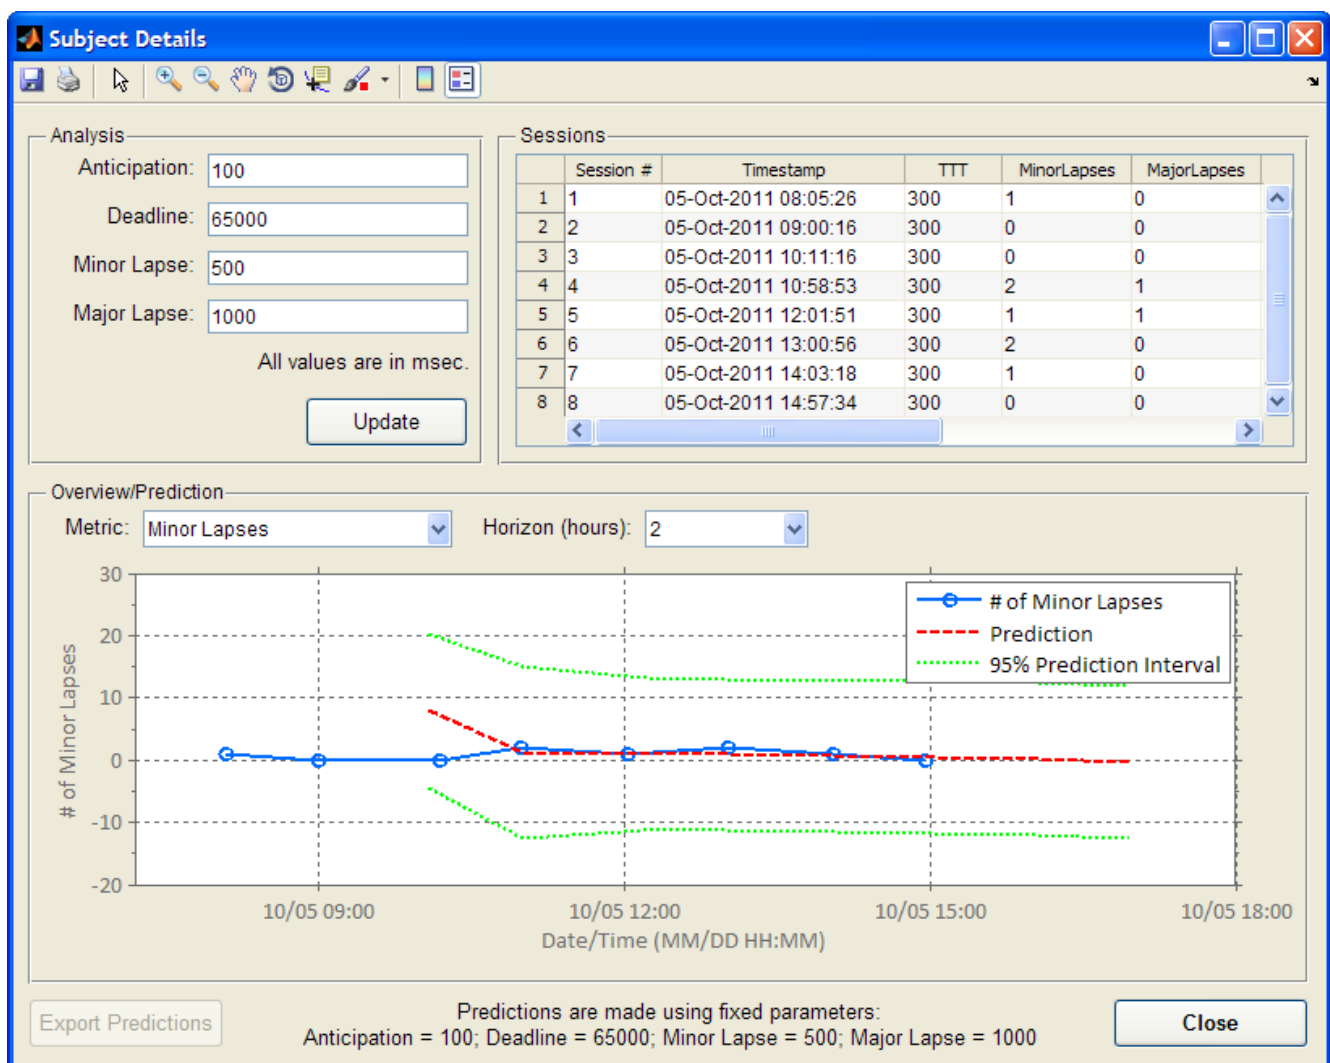 Subject Details
Analysis
Anticipation: 100
Deadline: 65000
Minor Lapse: 500
Major Lapse: 1000
All values are in msec.
Update
Sessions
Session # Timestamp TTT MinorLapses MajorLapses
1 1 05-Oct-2011 08:05:26 300 1 0
2 2 05-Oct-2011 09:00:16 300 0 0
3 3 05-Oct-2011 10:11:16 300 0 0
4 4 05-Oct-2011 10:58:53 300 2 1
5 5 05-Oct-2011 12:01:51 300 1 1
6 6 05-Oct-2011 13:00:56 300 2 0
7 7 05-Oct-2011 14:03:18 300 1 0
8 8 05-Oct-2011 14:57:34 300 0 0
Overview/Prediction
Metric: Minor Lapses Horizon (hours): 2
# of Minor Lapses
30
20
10
0
-10
-20
# of Minor Lapses
Prediction
95% Prediction Interval
10/05 09:00 10/05 12:00 10/05 15:00 10/05 18:00
Date/Time (MM/DD HH:MM)
Export Predictions
Predictions are made using fixed parameters:
Anticipation = 100; Deadline = 65000; Minor Lapse = 500; Major Lapse = 1000
Close